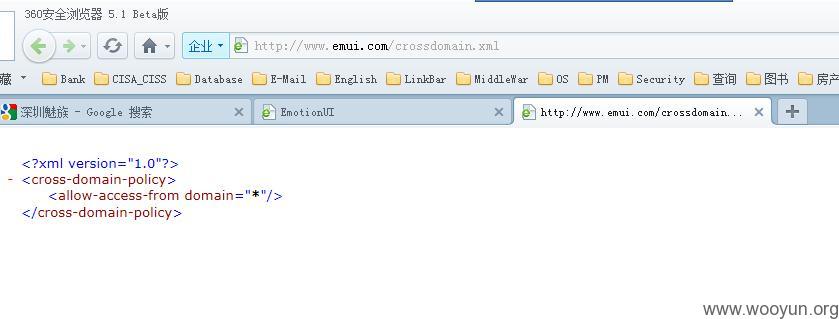 360安全浏览器 5.1 Beta版
企业 http://www.emui.com/crossdomain.xml
藏 Bank CISA_CISS Database E-Mail English LinkBar MiddleWar OS PM Security 查询 图书 房产
深圳魅族 - Google 搜索 EmotionUI http://www.emui.com/crossdomain...
<?xml version="1.0"?>
- <cross-domain-policy>
<allow-access-from domain="*"/>
</cross-domain-policy>
www.wooyun.org